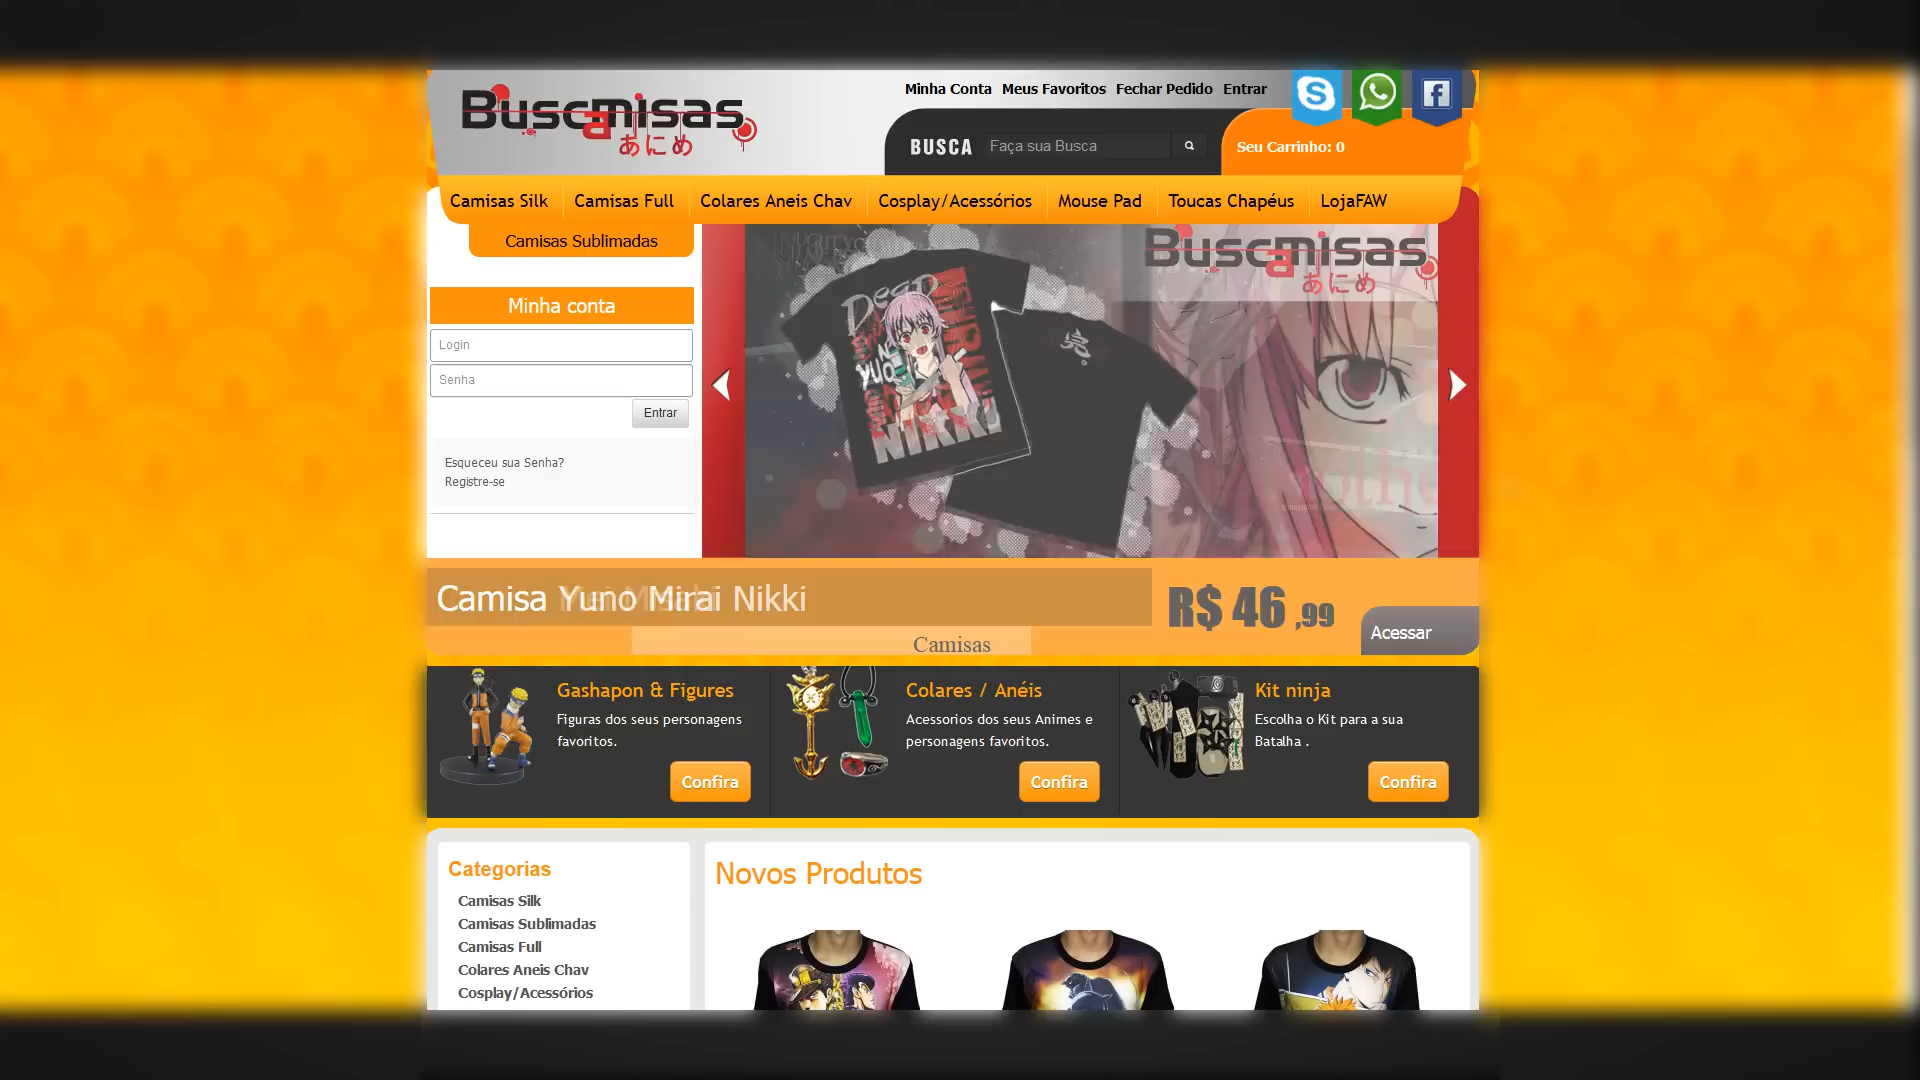 Buscamisas
あにめ
Minha Conta Meus Favoritos Fechar Pedido Entrar
BUSCA Faça sua Busca
Seu Carrinho: 0
Camisas Silk Camisas Full Colares Aneis Chav Cosplay/Acessórios Mouse Pad Toucas Chapéus LojaFAW
Camisas Sublimadas
Minha conta
Login
Senha
Entrar
Esqueceu sua Senha?
Registre-se
Buscamisas
あにめ
NIKKI
Camisa Yuno Mirai Nikki
R$ 46 ,99
Camisas
Acessar
Gashapon & Figures
Figuras dos seus personagens
favoritos.
Confira
Colares / Anéis
Acessorios dos seus Animes e
personagens favoritos.
Confira
Kit ninja
Escolha o Kit para a sua
Batalha .
Confira
Categorias
Camisas Silk
Camisas Sublimadas
Camisas Full
Colares Aneis Chav
Cosplay/Acessórios
Novos Produtos